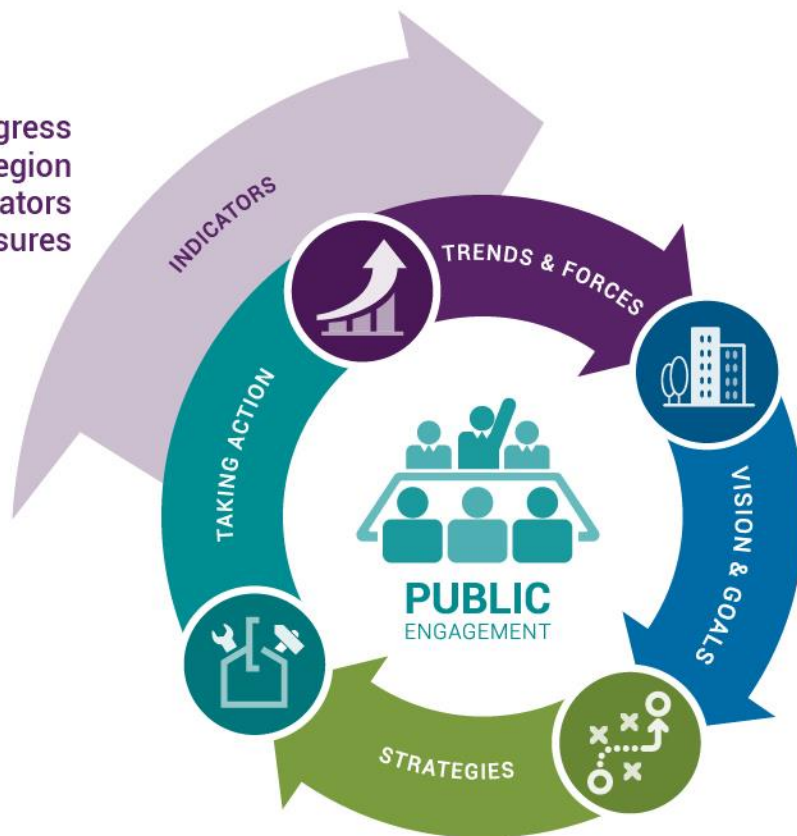 gress
egion
ators
sures
INDICATORS
TRENDS & FORCES
TAKING ACTION
VISION & GOALS
PUBLIC
ENGAGEMENT
STRATEGIES